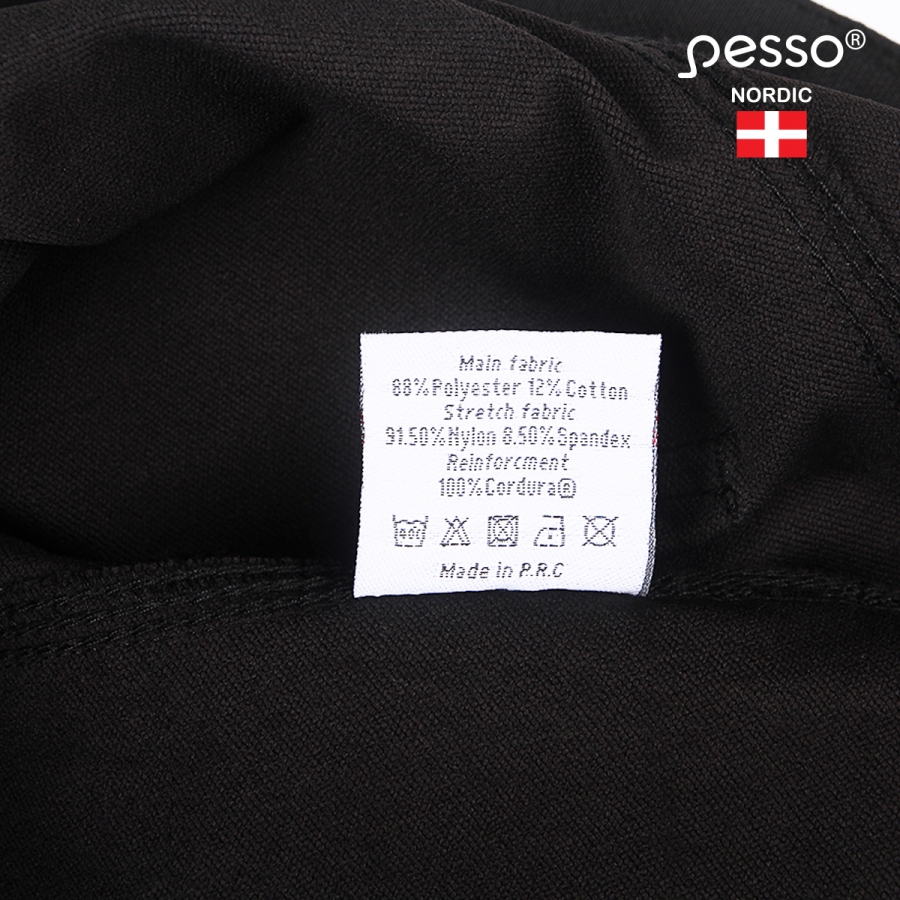 pesso®
NORDIC
Main fabric
88%Polyester 12%Cotton
Stretch fabric
91.50%Nylon 8.50%Spandex
Reinforcment
100%Cordura®
40C
Made in P.R.C